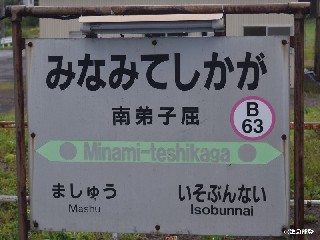 みなみてしかが
南弟子屈
B
63
Minami-teshikaga
ましゅう いそぶんない
Mashu Isobunnai